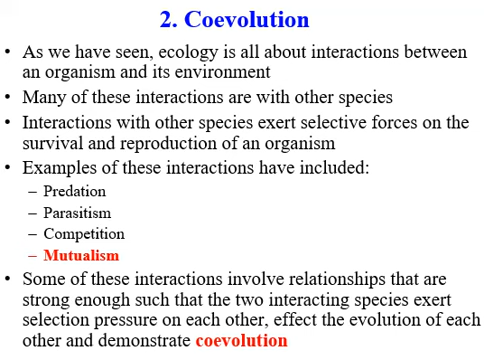 2. Coevolution
• As we have seen, ecology is all about interactions between
an organism and its environment
• Many of these interactions are with other species
• Interactions with other species exert selective forces on the
survival and reproduction of an organism
• Examples of these interactions have included:
– Predation
– Parasitism
– Competition
– Mutualism
• Some of these interactions involve relationships that are
strong enough such that the two interacting species exert
selection pressure on each other, effect the evolution of each
other and demonstrate coevolution